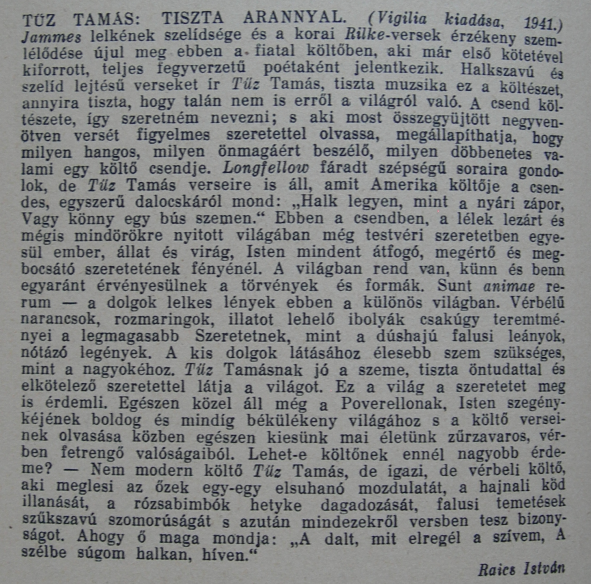 TŰZ TAMÁS: TISZTA ARANNYAL. (Vigilia kiadása, 1941.)
Jammes lelkének szelídsége és a korai Rilke-versek érzékeny szem-
lélődése újul meg ebben a fiatal költőben, aki már első kötetével
kiforrott, teljes fegyverzetű poétaként jelentkezik. Halkszavú és
szelíd lejtésű verseket ír Tűz Tamás, tiszta muzsika ez a költészet,
annyira tiszta, hogy talán nem is erről a világról való. A csend köl-
tészete, így szeretném nevezni; s aki most összegyüjtött negyven-
ötven versét figyelmes szeretettel olvassa, megállapíthatja, hogy
milyen hangos, milyen önmagáért beszélő, milyen döbbenetes va-
lami egy költő csendje. Longfellow fáradt szépségű soraira gondo-
lok, de Tűz Tamás verseire is áll, amit Amerika költője a csen-
des, egyszerű dalocskáról mond: „Halk legyen, mint a nyári zápor,
Vagy könny egy bús szemen.“ Ebben a csendben, a lélek lezárt és
mégis mindörökre nyitott világában még testvéri szeretetben egye-
sül ember, állat és virág, Isten mindent átfogó, megértő és meg-
bocsátó szeretetének fényénél. A világban rend van, künn és benn
egyaránt érvényesülnek a törvények és formák. Sunt animae re-
rum — a dolgok lelkes lények ebben a különös világban. Vérbélű
narancsok, rozmaringok, illatot lehelő ibolyák csakúgy teremtmé-
nyei a legmagasabb Szeretetnek, mint a dúshajú falusi leányok,
nótázó legények. A kis dolgok látásához élesebb szem szükséges,
mint a nagyokéhoz. Tűz Tamásnak jó a szeme, tiszta öntudattal és
elkötelező szeretettel látja a világot. Ez a világ a szeretetet meg
is érdemli. Egészen közel áll még a Poverellonak, Isten szegény-
kéjének boldog és mindíg békülékeny világához s a költő versei-
nek olvasása közben egészen kiesünk mai életünk zűrzavaros, vér-
ben fetrengő valóságaiból. Lehet-e költőnek ennél nagyobb érde-
me? — Nem modern költő Tűz Tamás, de igazi, de vérbeli költő,
aki meglesi az őzek egy-egy elsuhanó mozdulatát, a hajnali köd
illanását, a rózsabimbók hetyke dagadozását, falusi temetések
szűkszavú szomorúságát s azután mindezekről versben tesz bizony-
ságot. Ahogy ő maga mondja: „A dalt, mit elregél a szívem, A
szélbe súgom halkan, híven.“
Raics István